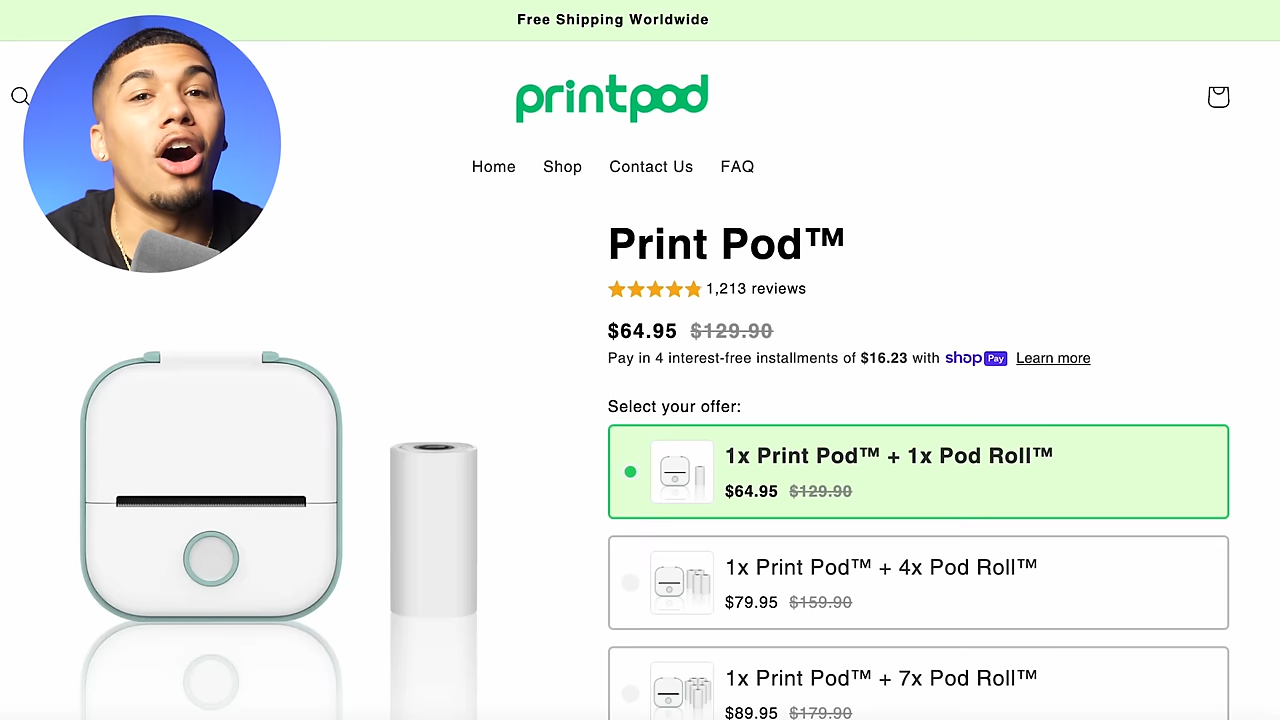 Free Shipping Worldwide
printpod
Home Shop Contact Us FAQ
Print Pod™
1,213 reviews
$64.95 $129.90
Pay in 4 interest-free installments of $16.23 with shop Pay Learn more
Select your offer:
1x Print Pod™ + 1x Pod Roll™
$64.95 $129.90
1x Print Pod™ + 4x Pod Roll™
$79.95 $159.90
1x Print Pod™ + 7x Pod Roll™
$89.95 $179.90